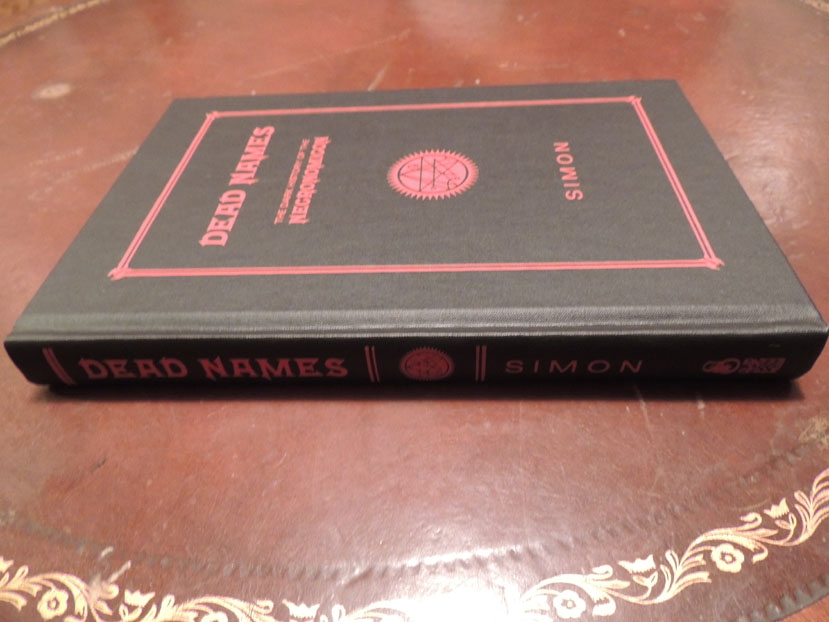 DEAD NAMES
THE DARK HISTORY OF THE
NECRONOMICON
SIMON
DEAD NAMES
SIMON